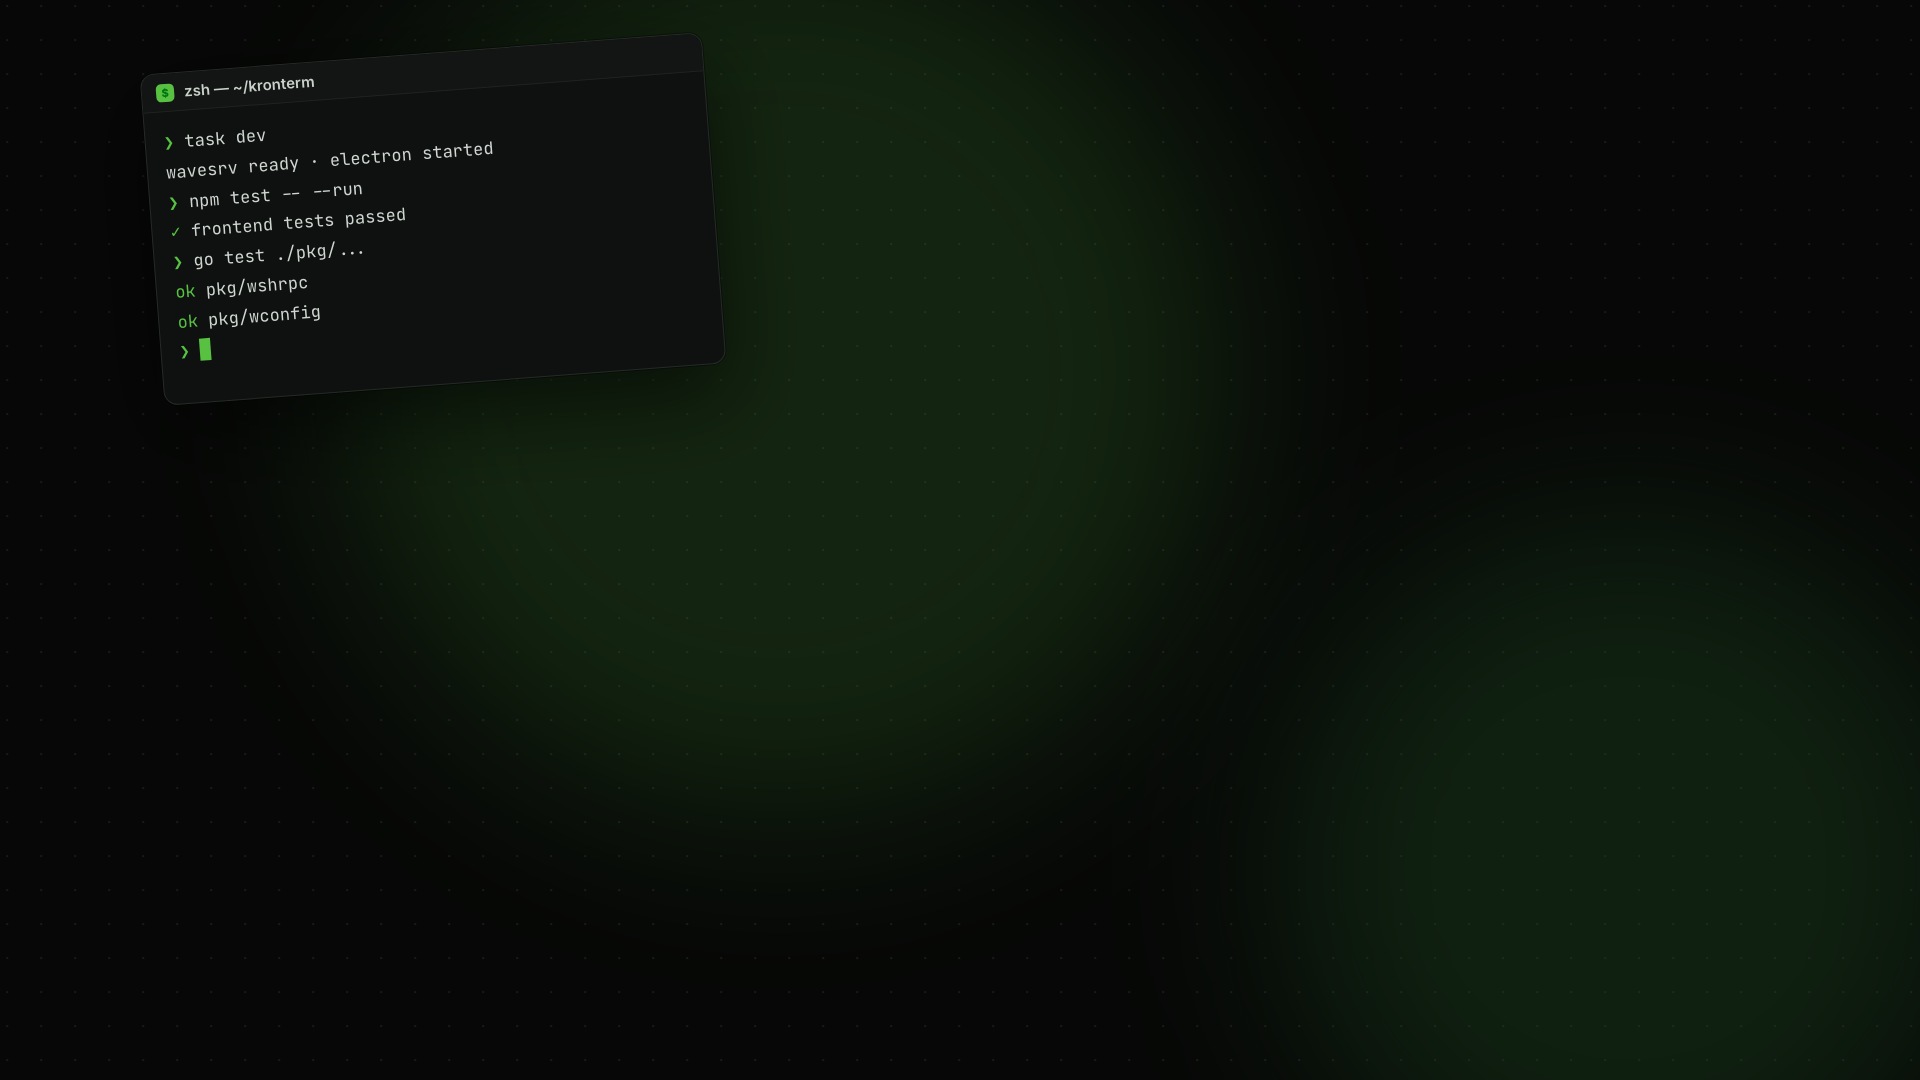 $ zsh — ~/kronterm
❯ task dev
wavesrv ready · electron started
❯ npm test -- --run
✓ frontend tests passed
❯ go test ./pkg/...
ok pkg/wshrpc
ok pkg/wconfig
❯